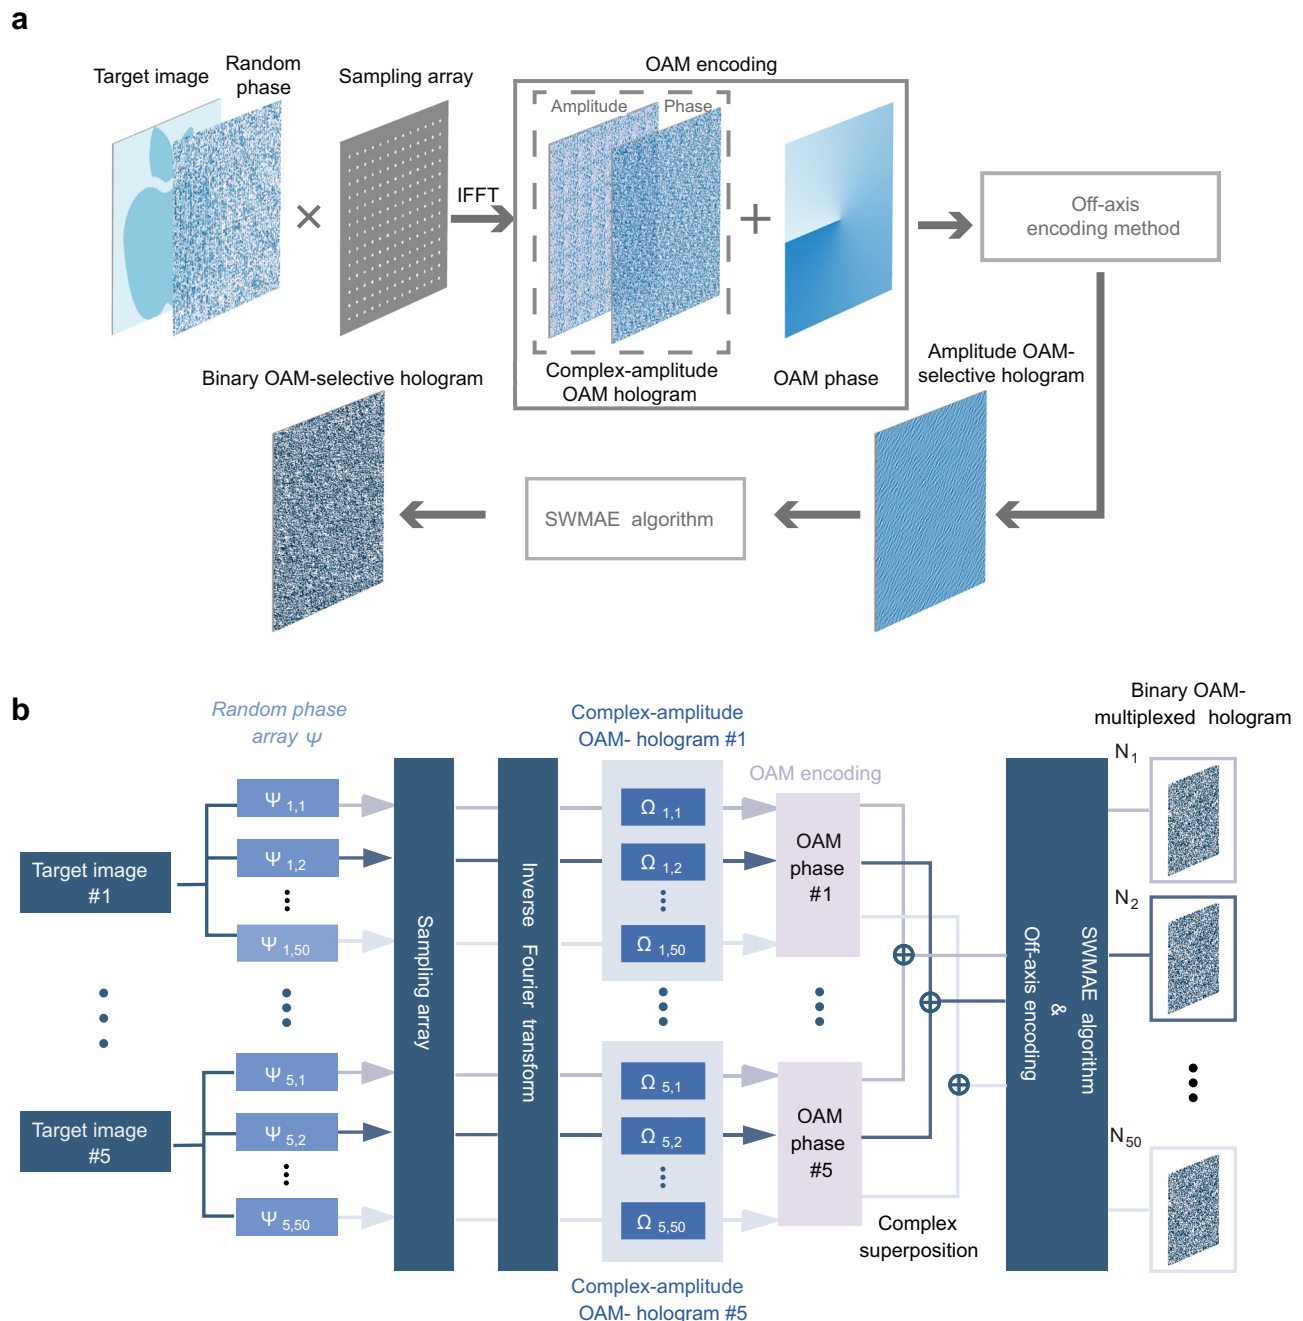 a
Target image
Random
phase
Sampling array
OAM encoding
Amplitude
Phase
IFFT
Off-axis
encoding method
Complex-amplitude
OAM hologram
OAM phase
Amplitude OAM-
selective hologram
Binary OAM-selective hologram
SWMAE algorithm
b
Random phase
array Ψ
Complex-amplitude
OAM- hologram #1
Binary OAM-
multiplexed hologram
OAM encoding
Target image
#1
Ψ 1,1
Ψ 1,2
Ψ 1,50
Sampling array
Inverse Fourier transform
Ω 1,1
Ω 1,2
Ω 1,50
OAM
phase
#1
Target image
#5
Ψ 5,1
Ψ 5,2
Ψ 5,50
Ω 5,1
Ω 5,2
Ω 5,50
OAM
phase
#5
Complex
superposition
SWMAE algorithm
&
Off-axis encoding
N1
N2
N50
Complex-amplitude
OAM- hologram #5